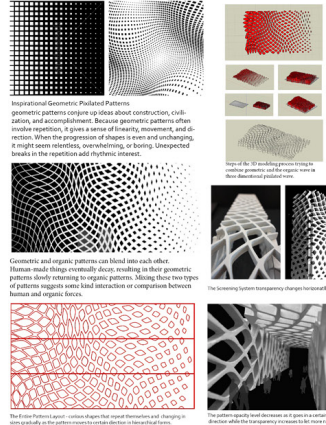 Inspirational Geometric Pixilated Patterns
geometric patterns conjure up ideas about construction, civili-
zation, and accomplishment. Because geometric patterns often
involve repetition, it gives a sense of linearity, movement, and di-
rection. When the progression of shapes is even and unchanging,
it might seem relentless, overwhelming, or boring. Unexpected
breaks in the repetition add rhythmic interest.
Geometric and organic patterns can blend into each other.
Human-made things eventually decay, resulting in their geometric
patterns slowly returning to organic patterns. Mixing these two types
of patterns suggests some kind interaction or comparison between
human and organic forces.
The Entire Pattern Layout - curious shapes that repeat themselves and changing in
sizes gradually as the pattern moves to certain direction in hierarchical forms.
Steps of the 3D modeling process trying to
combine geometric and the organic wave in
three dimentional pixilated wave.
The Screening System transparency changes horizontall
The pattern opacity level decreases as it goes in a certain
direction while the transparency increases to let more